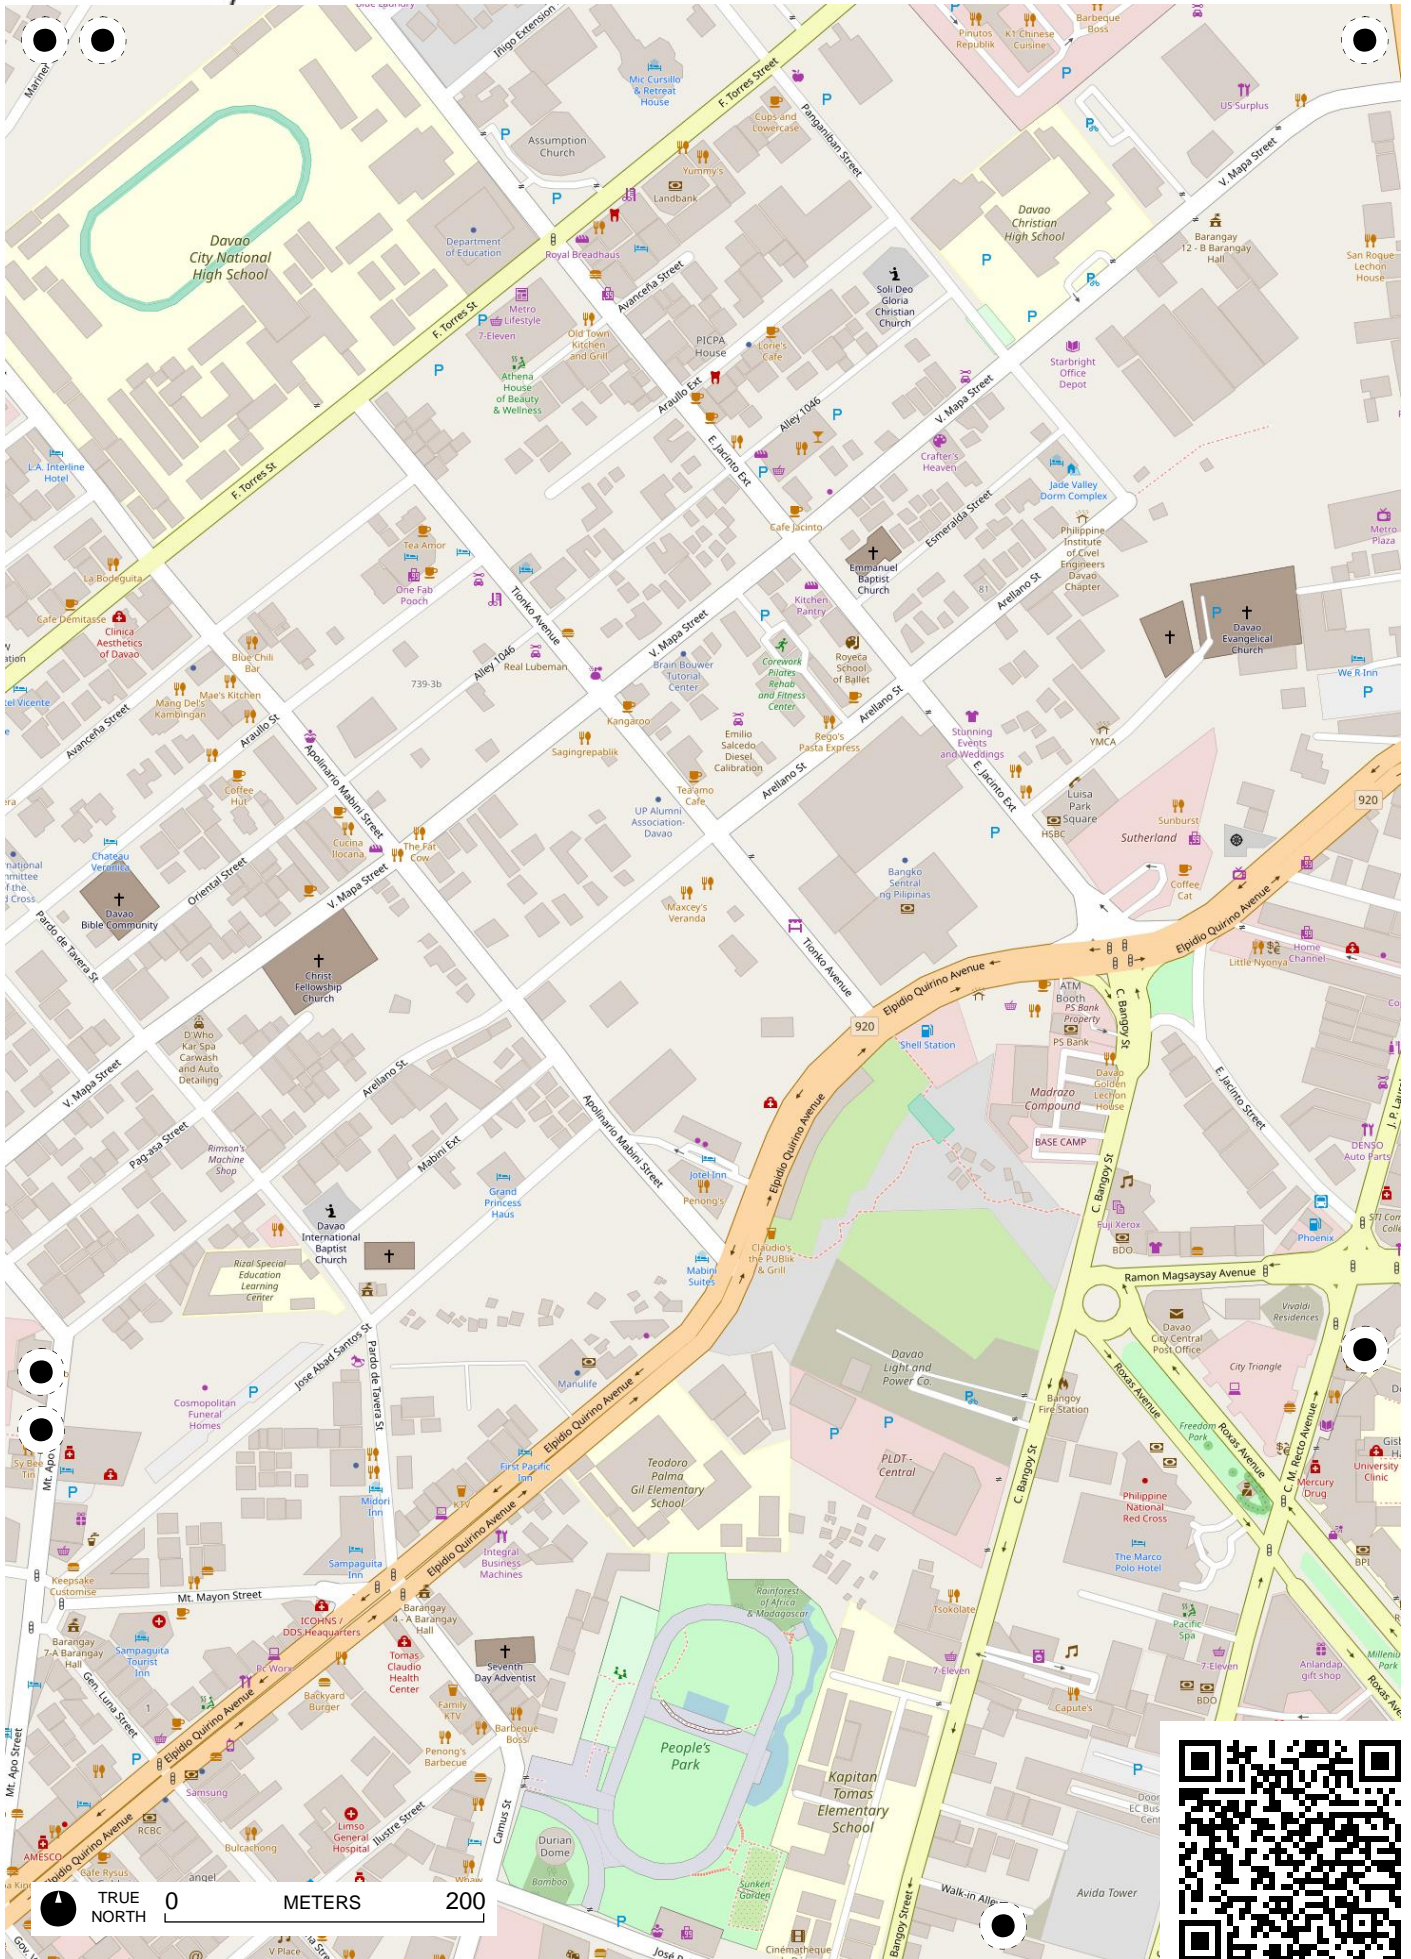 Blue Laundry
Iñigo Extension
Pinutos
Republik
K1 Chinese
Cuisine
Barbeque
Boss
Mic Cursillo
& Retreat
House
F. Torres Street
US Surplus
Cups and
Lowercase
Panganiban Street
Assumption
Church
Yummy's
Landbank
V. Mapa Street
Davao
City National
High School
Department
of Education
Royal Breadhaus
Davao
Christian
High School
Barangay
12 - B Barangay
Hall
San Roque
Lechon
House
Avanceña Street
Soli Deo
Gloria
Christian
Church
Metro
Lifestyle
7-Eleven
F. Torres St
Old Town
Kitchen
and Grill
PICPA
House
Lorie's
Cafe
Starbright
Office
Depot
Athena
House
of Beauty
& Wellness
Araullo Ext
Alley 1046
V. Mapa Street
E. Jacinto Ext
Crafter's
Heaven
L.A. Interline
Hotel
F. Torres St
Jade Valley
Dorm Complex
Cafe Jacinto
Esmeralda Street
Philippine
Institute
of Civel
Engineers
Davao
Chapter
Metro
Plaza
Tea Amor
One Fab
Pooch
Emmanuel
Baptist
Church
La Bodeguita
Cafe Demitasse
Clinica
Aesthetics
of Davao
Tionko Avenue
Kitchen
Pantry
81
Arellano St
Davao
Evangelical
Church
V. Mapa Street
Blue Chili
Bar
Alley 1046
Real Lubeman
Brain Bouwer
Tutorial
Center
Corework
Pilates
Rehab
and Fitness
Center
Royeca
School
of Ballet
We R Inn
739-3b
Mae's Kitchen
Mang Del's
Kambingan
Avanceña Street
Araullo St
Kangaroo
Sagingrepablik
Arellano St
Emilio
Salcedo
Diesel
Calibration
Rego's
Pasta Express
Stunning
Events
and Weddings
YMCA
Apolinario Mabini Street
Coffee
Hut
Tea'amo
Cafe
Arellano St
E. Jacinto Ext
Luisa
Park
Square
HSBC
920
Sunburst
Sutherland
UP Alumni
Association-
Davao
Cucina
Ilocana
The Fat
Cow
Chateau
Veronica
Oriental Street
V. Mapa Street
Bangko
Sentral
ng Pilipinas
Coffee
Cat
Maxcey's
Veranda
Davao
Bible Community
Pardo de Tavera St
Elpidio Quirino Avenue
Little Nyonya
Home
Channel
Christ
Fellowship
Church
Tionko Avenue
Elpidio Quirino Avenue
ATM
Booth
PS Bank
Property
PS Bank
C. Bangoy St
920
Shell Station
D'Who
Kar Spa
Carwash
and Auto
Detailing
V. Mapa Street
Arellano St
Davao
Golden
Lechon
House
Madrazo
Compound
E. Jacinto Street
Apolinario Mabini Street
Elpidio Quirino Avenue
BASE CAMP
DENSO
Auto Parts
Pag-asa Street
Rimson's
Machine
Shop
Mabini Ext
Jotel Inn
Penong's
Grand
Princess
Haus
C. Bangoy St
Fuji Xerox
BDO
Phoenix
Davao
International
Baptist
Church
Claudio's
the PUBlik
& Grill
Mabini
Suites
Rizal Special
Education
Learning
Center
Ramon Magsaysay Avenue
Vivaldi
Residences
Davao
City Central
Post Office
Jose Abad Santos St
Pardo de Tavera St
Manulife
Davao
Light and
Power Co.
City Triangle
Roxas Avenue
Cosmopolitan
Funeral
Homes
Elpidio Quirino Avenue
Bangoy
Fire Station
Freedom
Park
Roxas Avenue
C. M. Recto Avenue
First Pacific
Inn
Teodoro
Palma
Gil Elementary
School
PLDT -
Central
C. Bangoy St
University
Clinic
Mercury
Drug
Philippine
National
Red Cross
KTV
Midori
Inn
Elpidio Quirino Avenue
Integral
Business
Machines
Sampaguita
Inn
The Marco
Polo Hotel
BPI
Keepsake
Customise
Mt. Mayon Street
Barangay
4 - A Barangay
Hall
Rainforest
of Africa
& Madagascar
Tsokolate
ICOHNS /
DDS Heaquarters
Pacific
Spa
Barangay
7-A Barangay
Hall
Sampaguita
Tourist
Inn
Pc Worx
Tomas
Claudio
Health
Center
Seventh
Day Adventist
7-Eleven
7-Eleven
Anlandap
gift shop
Gen. Luna Street
1
Backyard
Burger
Family
KTV
Capute's
BDO
Barbeque
Boss
Elpidio Quirino Avenue
Penong's
Barbecue
People's
Park
Mt. Apo Street
Samsung
Kapitan
Tomas
Elementary
School
Limso
General
Hospital
Ilustre Street
Camus St
RCBC
Bulcachong
AMESCO
Durian
Dome
Bamboo
Sunken
Garden
Avida Tower
Elpidio Quirino Avenue
Cafe Rysus
TRUE
NORTH
0 METERS 200
V Place
Cinematheque
Bangoy Street